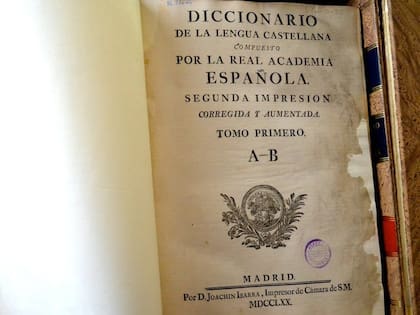 DICCIONARIO
DE LA LENGUA CASTELLANA
COMPUESTO
POR LA REAL ACADEMIA
ESPAÑOLA.
SEGUNDA IMPRESION
CORREGIDA Y AUMENTADA.
TOMO PRIMERO.
A-B
MADRID.
Por D. JOACHIN IBARRA, Impresor de Cámara de S.M.
MDCCLXX.